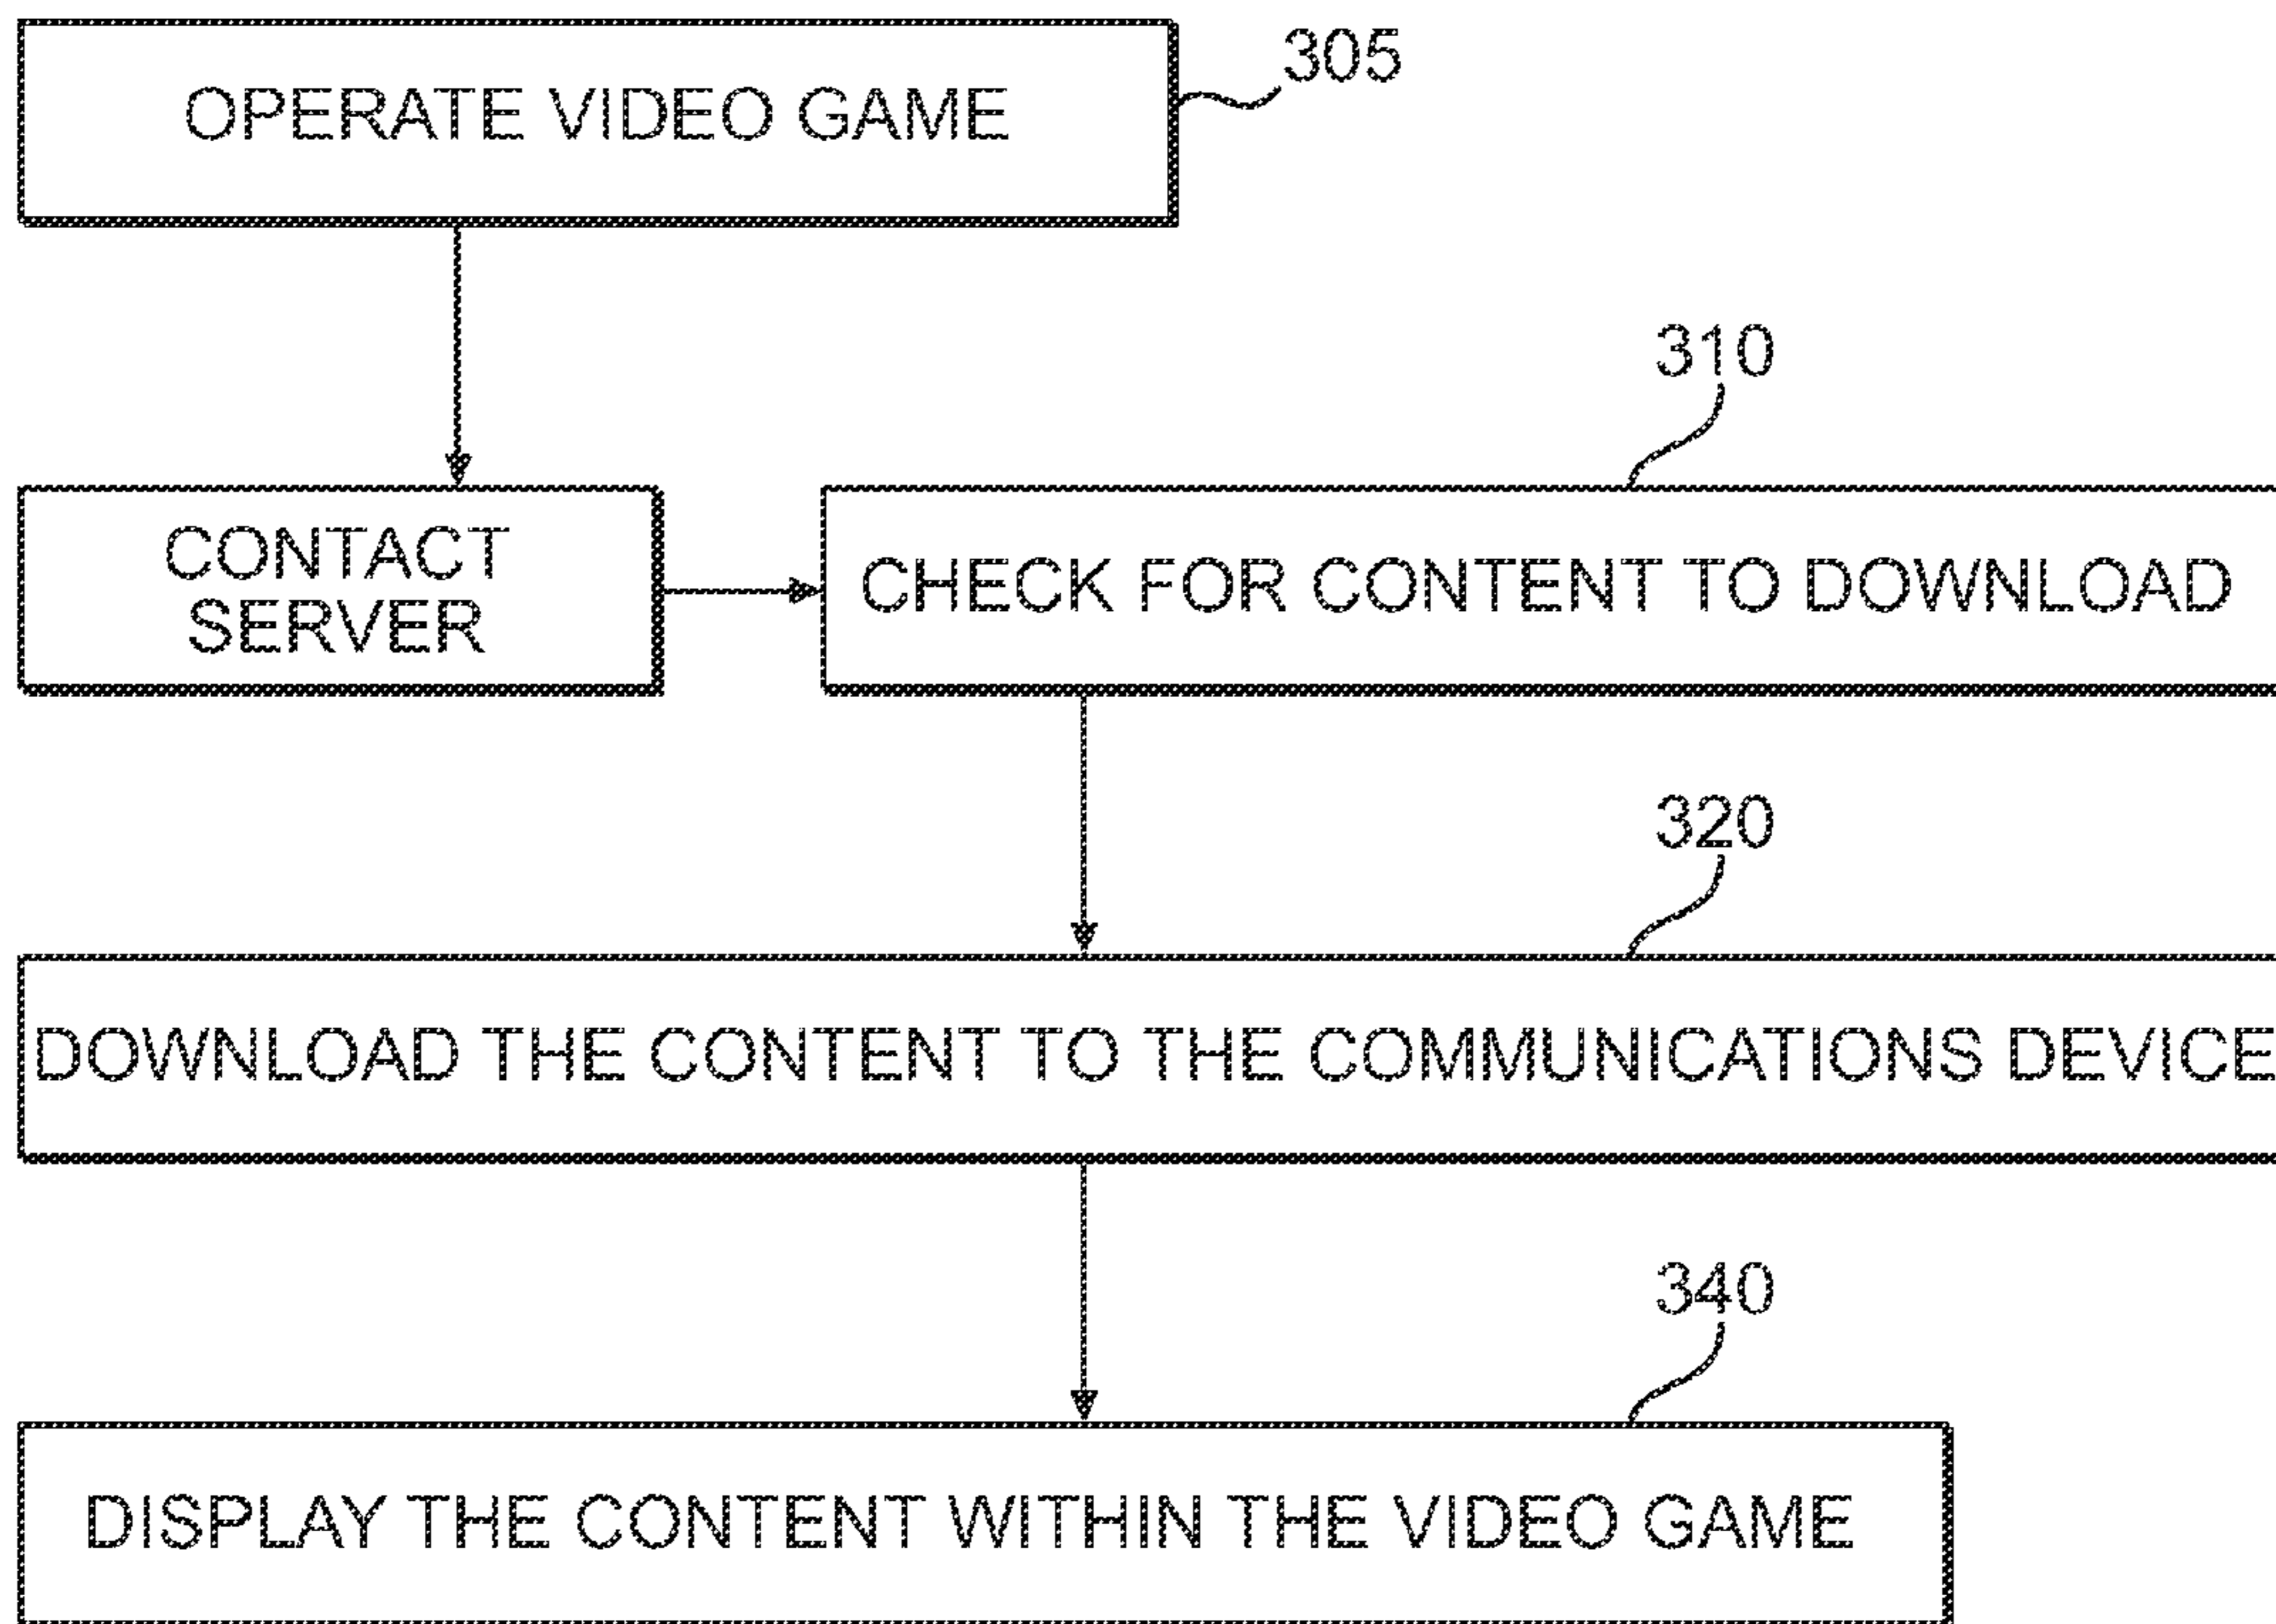 OPERATE VIDEO GAME
305
310
CONTACT
SERVER
CHECK FOR CONTENT TO DOWNLOAD
320
DOWNLOAD THE CONTENT TO THE COMMUNICATIONS DEVICE
340
DISPLAY THE CONTENT WITHIN THE VIDEO GAME